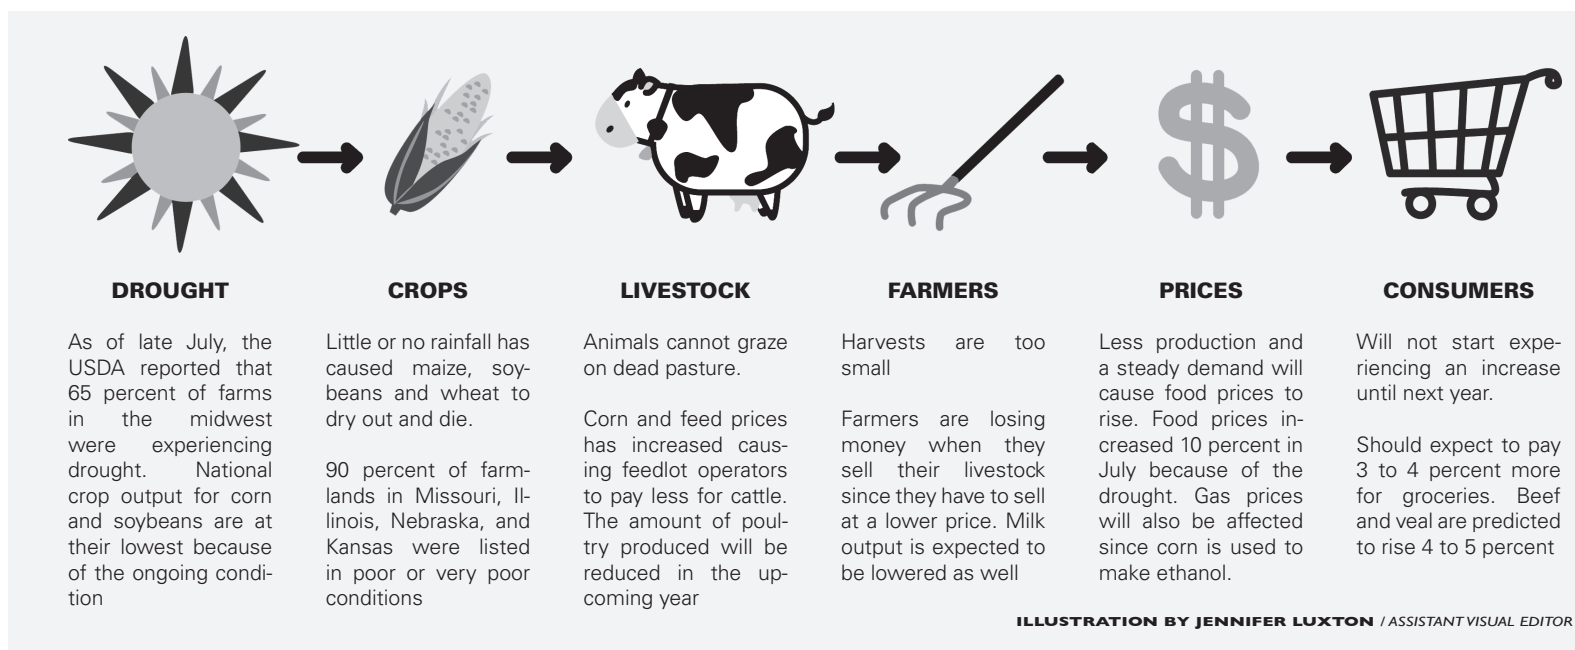 DROUGHT
As of late July, the
USDA reported that
65 percent of farms
in the midwest
were experiencing
drought. National
crop output for corn
and soybeans are at
their lowest because
of the ongoing condi-
tion
CROPS
Little or no rainfall has
caused maize, soy-
beans and wheat to
dry out and die.
90 percent of farm-
lands in Missouri, Il-
linois, Nebraska, and
Kansas were listed
in poor or very poor
conditions
LIVESTOCK
Animals cannot graze
on dead pasture.
Corn and feed prices
has increased caus-
ing feedlot operators
to pay less for cattle.
The amount of poul-
try produced will be
reduced in the up-
coming year
FARMERS
Harvests are too
small
Farmers are losing
money when they
sell their livestock
since they have to sell
at a lower price. Milk
output is expected to
be lowered as well
PRICES
Less production and
a steady demand will
cause food prices to
rise. Food prices in-
creased 10 percent in
July because of the
drought. Gas prices
will also be affected
since corn is used to
make ethanol.
CONSUMERS
Will not start expe-
riencing an increase
until next year.
Should expect to pay
3 to 4 percent more
for groceries. Beef
and veal are predicted
to rise 4 to 5 percent
ILLUSTRATION BY JENNIFER LUXTON / ASSISTANT VISUAL EDITOR